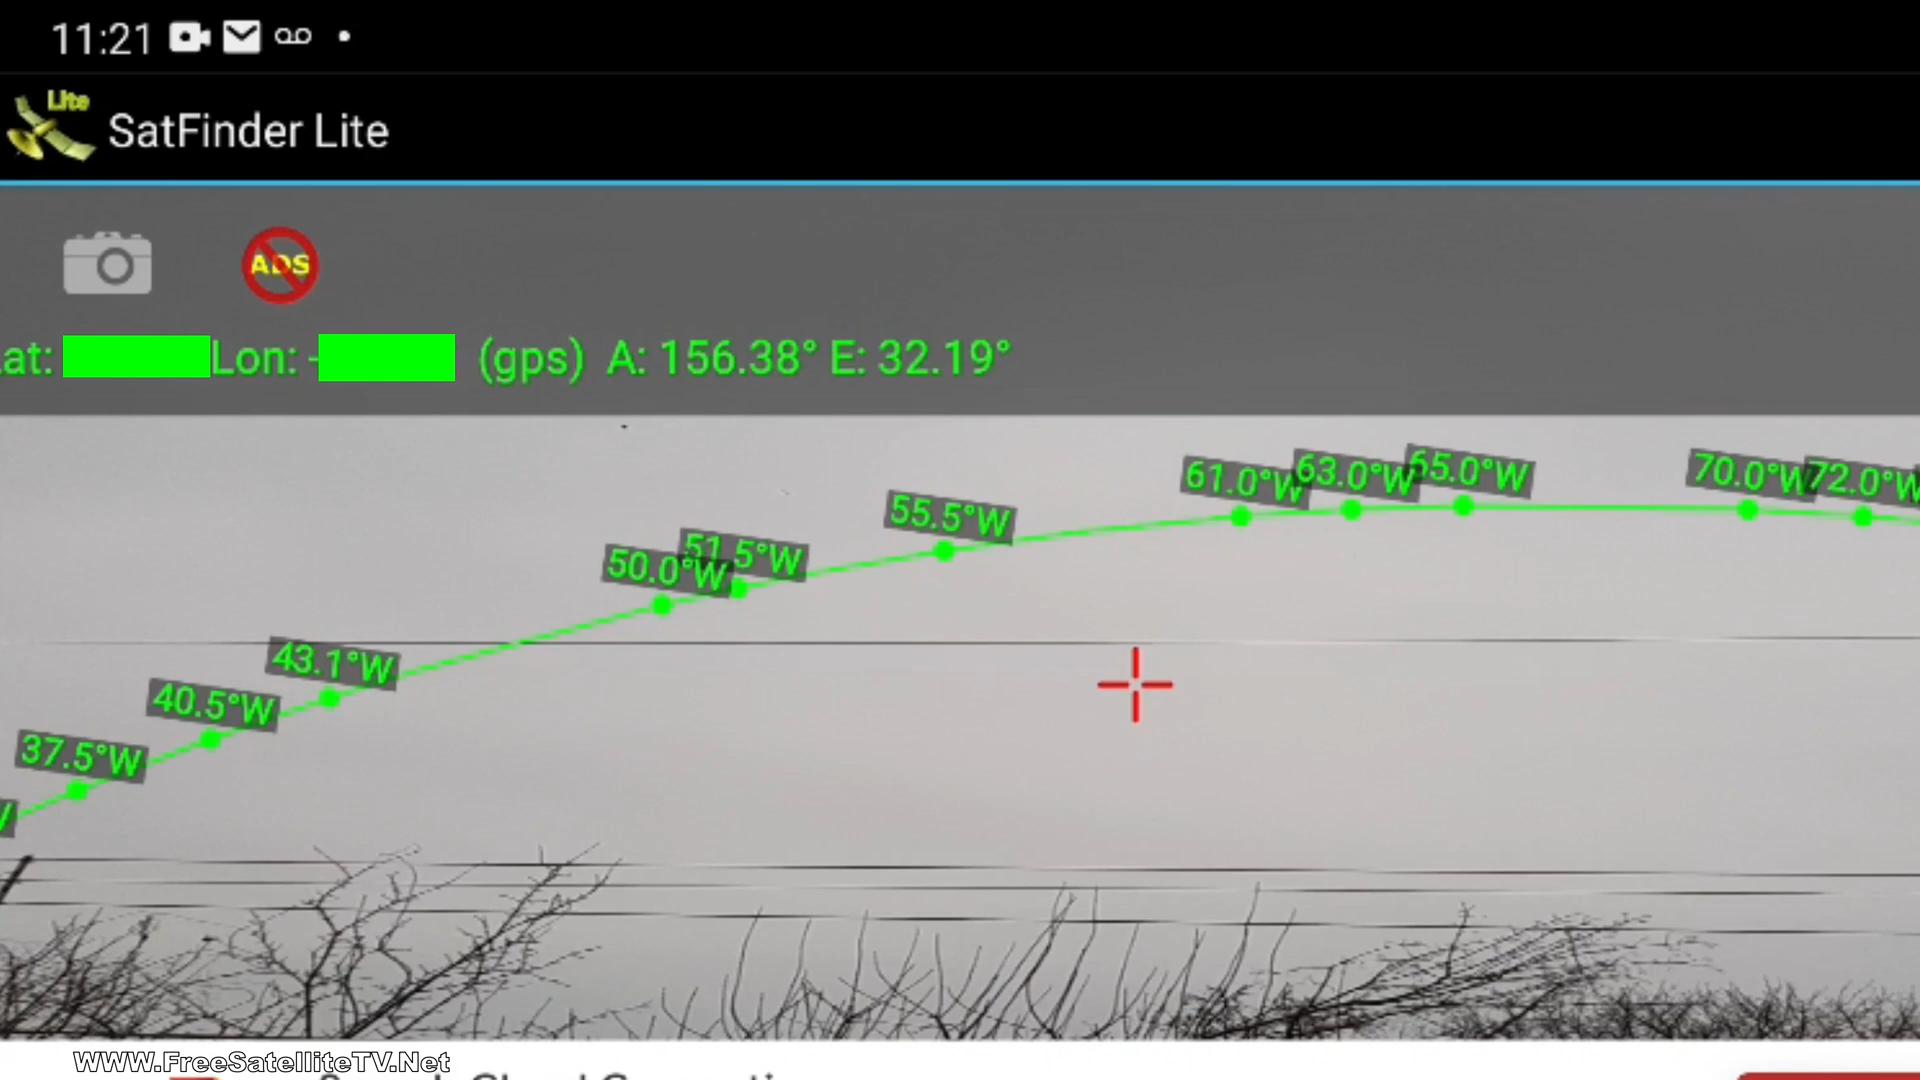 11:21
Lite
SatFinder Lite
ADS
Lat: Lon: - (gps) A: 156.38° E: 32.19°
61.0°W 63.0°W 65.0°W 70.0°W 72.0°W
55.5°W
50.0°W 51.5°W
43.1°W
40.5°W
37.5°W
WWW.FreeSatelliteTV.Net